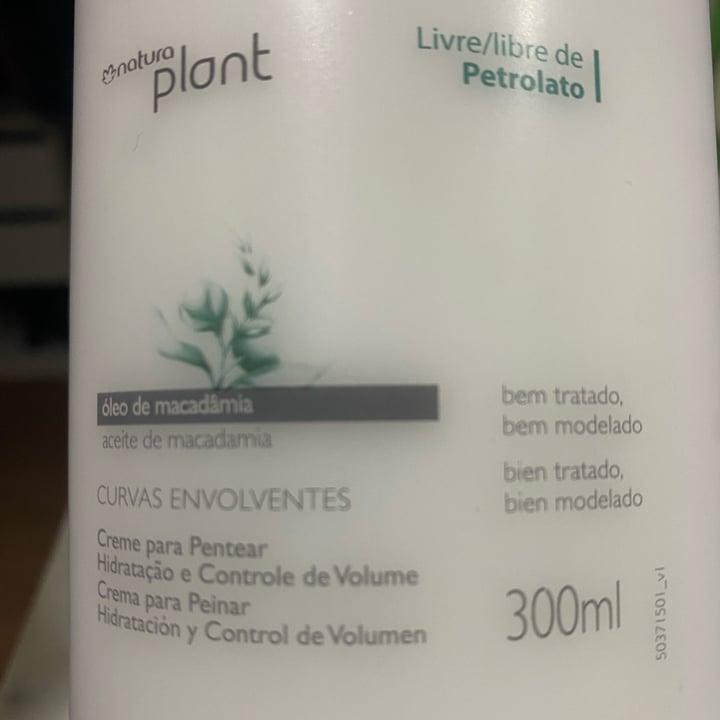 natura
plant
Livre/libre de
Petrolato
óleo de macadâmia
aceite de macadamia
bem tratado,
bem modelado
bien tratado,
bien modelado
CURVAS ENVOLVENTES
Creme para Pentear
Hidratação e Controle de Volume
Crema para Peinar
Hidratación y Control de Volumen
300ml
50371501_v1